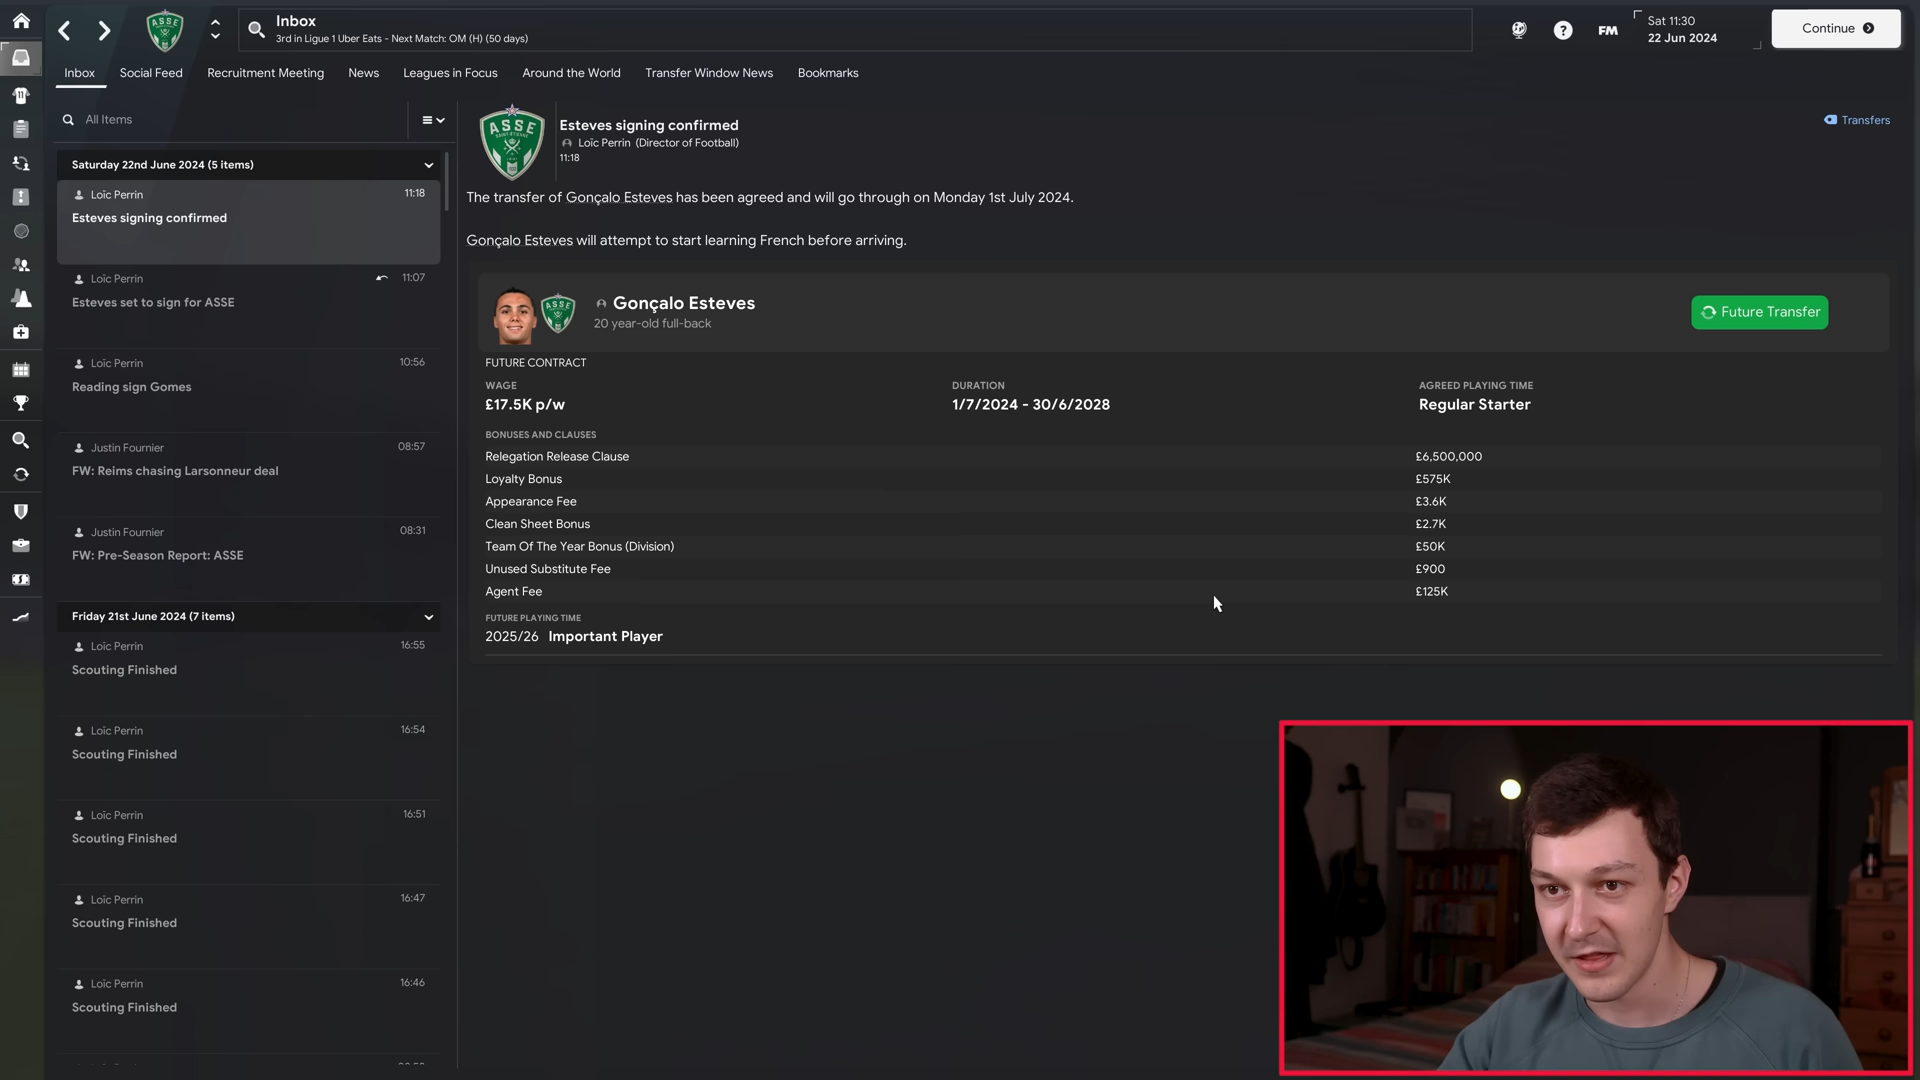 Inbox
3rd in Ligue 1 Uber Eats - Next Match: OM (H) (50 days)
FM
Sat 11:30
22 Jun 2024
Continue
Inbox
Social Feed
Recruitment Meeting
News
Leagues in Focus
Around the World
Transfer Window News
Bookmarks
All Items
Saturday 22nd June 2024 (5 items)
Loïc Perrin
11:18
Esteves signing confirmed
Loïc Perrin
11:07
Esteves set to sign for ASSE
Loïc Perrin
10:56
Reading sign Gomes
Justin Fournier
08:57
FW: Reims chasing Larsonneur deal
Justin Fournier
08:31
FW: Pre-Season Report: ASSE
Friday 21st June 2024 (7 items)
Loïc Perrin
16:55
Scouting Finished
Loïc Perrin
16:54
Scouting Finished
Loïc Perrin
16:51
Scouting Finished
Loïc Perrin
16:47
Scouting Finished
Loïc Perrin
16:46
Scouting Finished
ASSE
Esteves signing confirmed
Loïc Perrin (Director of Football)
11:18
Transfers
The transfer of Gonçalo Esteves has been agreed and will go through on Monday 1st July 2024.
Gonçalo Esteves will attempt to start learning French before arriving.
ASSE
Gonçalo Esteves
20 year-old full-back
Future Transfer
FUTURE CONTRACT
WAGE
£17.5K p/w
DURATION
1/7/2024 - 30/6/2028
AGREED PLAYING TIME
Regular Starter
BONUSES AND CLAUSES
Relegation Release Clause £6,500,000
Loyalty Bonus £575K
Appearance Fee £3.6K
Clean Sheet Bonus £2.7K
Team Of The Year Bonus (Division) £50K
Unused Substitute Fee £900
Agent Fee £125K
FUTURE PLAYING TIME
2025/26 Important Player